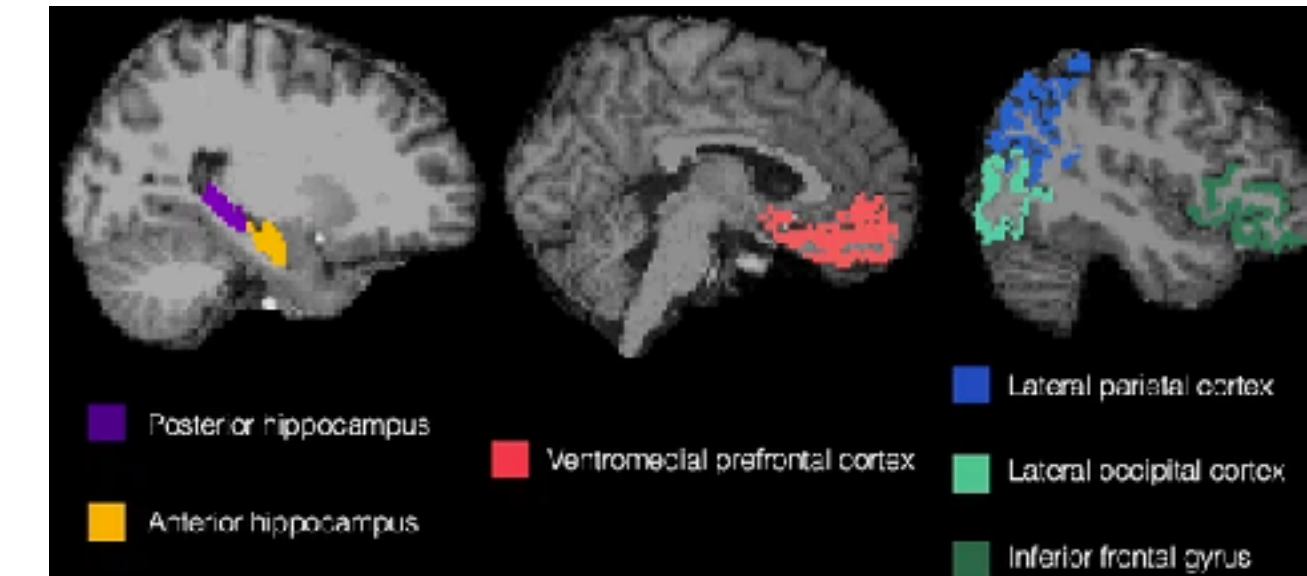 Posterior hippocampus
Anterior hippocampus
Ventromedial prefrontal cortex
Lateral parietal cortex
Lateral occipital cortex
Inferior frontal gyrus